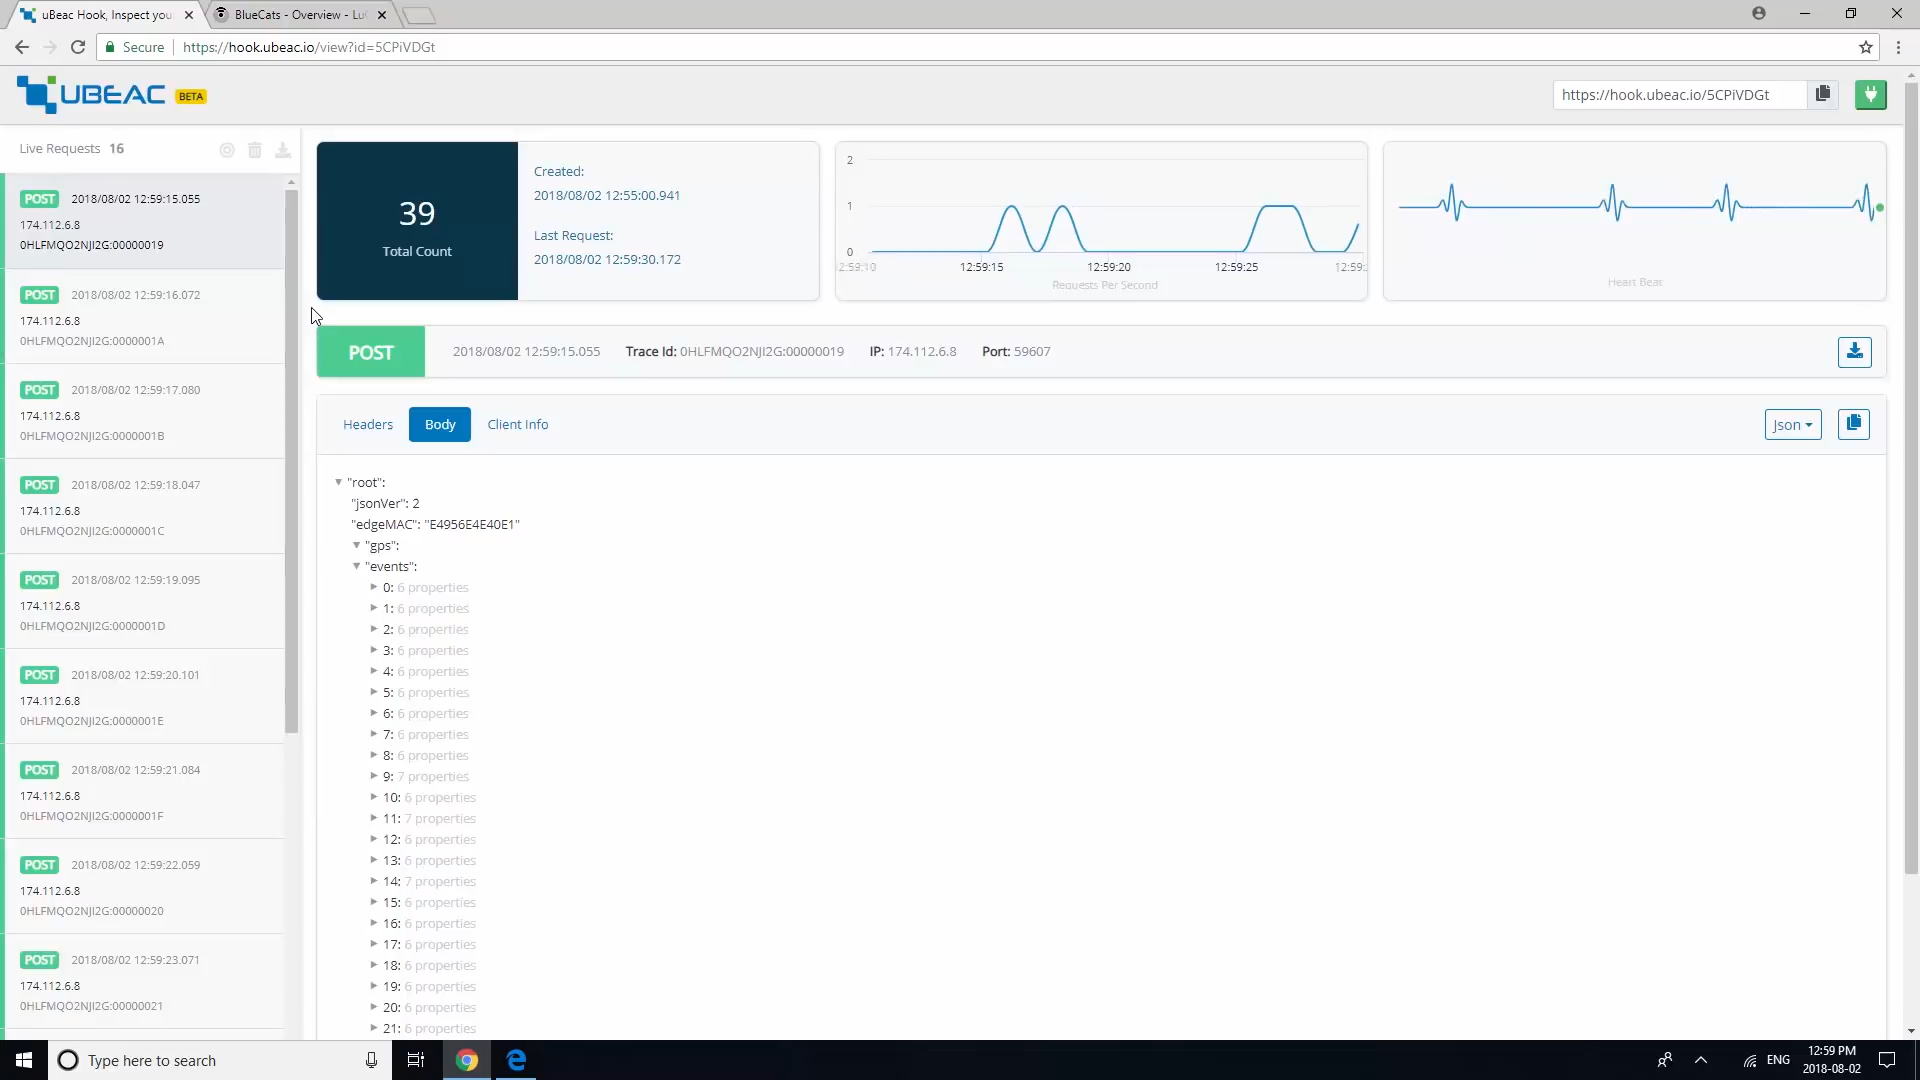 uBeac Hook, Inspect you
BlueCats - Overview - Lu
Secure
https://hook.ubeac.io/view?id=5CPiVDGt
UBEAC
BETA
https://hook.ubeac.io/5CPiVDGt
Live Requests 16
POST 2018/08/02 12:59:15.055
174.112.6.8
0HLFMQO2NJI2G:00000019
POST 2018/08/02 12:59:16.072
174.112.6.8
0HLFMQO2NJI2G:0000001A
POST 2018/08/02 12:59:17.080
174.112.6.8
0HLFMQO2NJI2G:0000001B
POST 2018/08/02 12:59:18.047
174.112.6.8
0HLFMQO2NJI2G:0000001C
POST 2018/08/02 12:59:19.095
174.112.6.8
0HLFMQO2NJI2G:0000001D
POST 2018/08/02 12:59:20.101
174.112.6.8
0HLFMQO2NJI2G:0000001E
POST 2018/08/02 12:59:21.084
174.112.6.8
0HLFMQO2NJI2G:0000001F
POST 2018/08/02 12:59:22.059
174.112.6.8
0HLFMQO2NJI2G:00000020
POST 2018/08/02 12:59:23.071
174.112.6.8
0HLFMQO2NJI2G:00000021
39
Total Count
Created:
2018/08/02 12:55:00.941
Last Request:
2018/08/02 12:59:30.172
2
1
0
12:59:10 12:59:15 12:59:20 12:59:25 12:59:
Requests Per Second
Heart Beat
POST 2018/08/02 12:59:15.055 Trace Id: 0HLFMQO2NJI2G:00000019 IP: 174.112.6.8 Port: 59607
Headers Body Client Info Json
"root":
"jsonVer": 2
"edgeMAC": "E4956E4E40E1"
"gps":
"events":
0: 6 properties
1: 6 properties
2: 6 properties
3: 6 properties
4: 6 properties
5: 6 properties
6: 6 properties
7: 6 properties
8: 6 properties
9: 7 properties
10: 6 properties
11: 7 properties
12: 6 properties
13: 6 properties
14: 7 properties
15: 6 properties
16: 6 properties
17: 6 properties
18: 6 properties
19: 6 properties
20: 6 properties
21: 6 properties
Type here to search
ENG
12:59 PM
2018-08-02